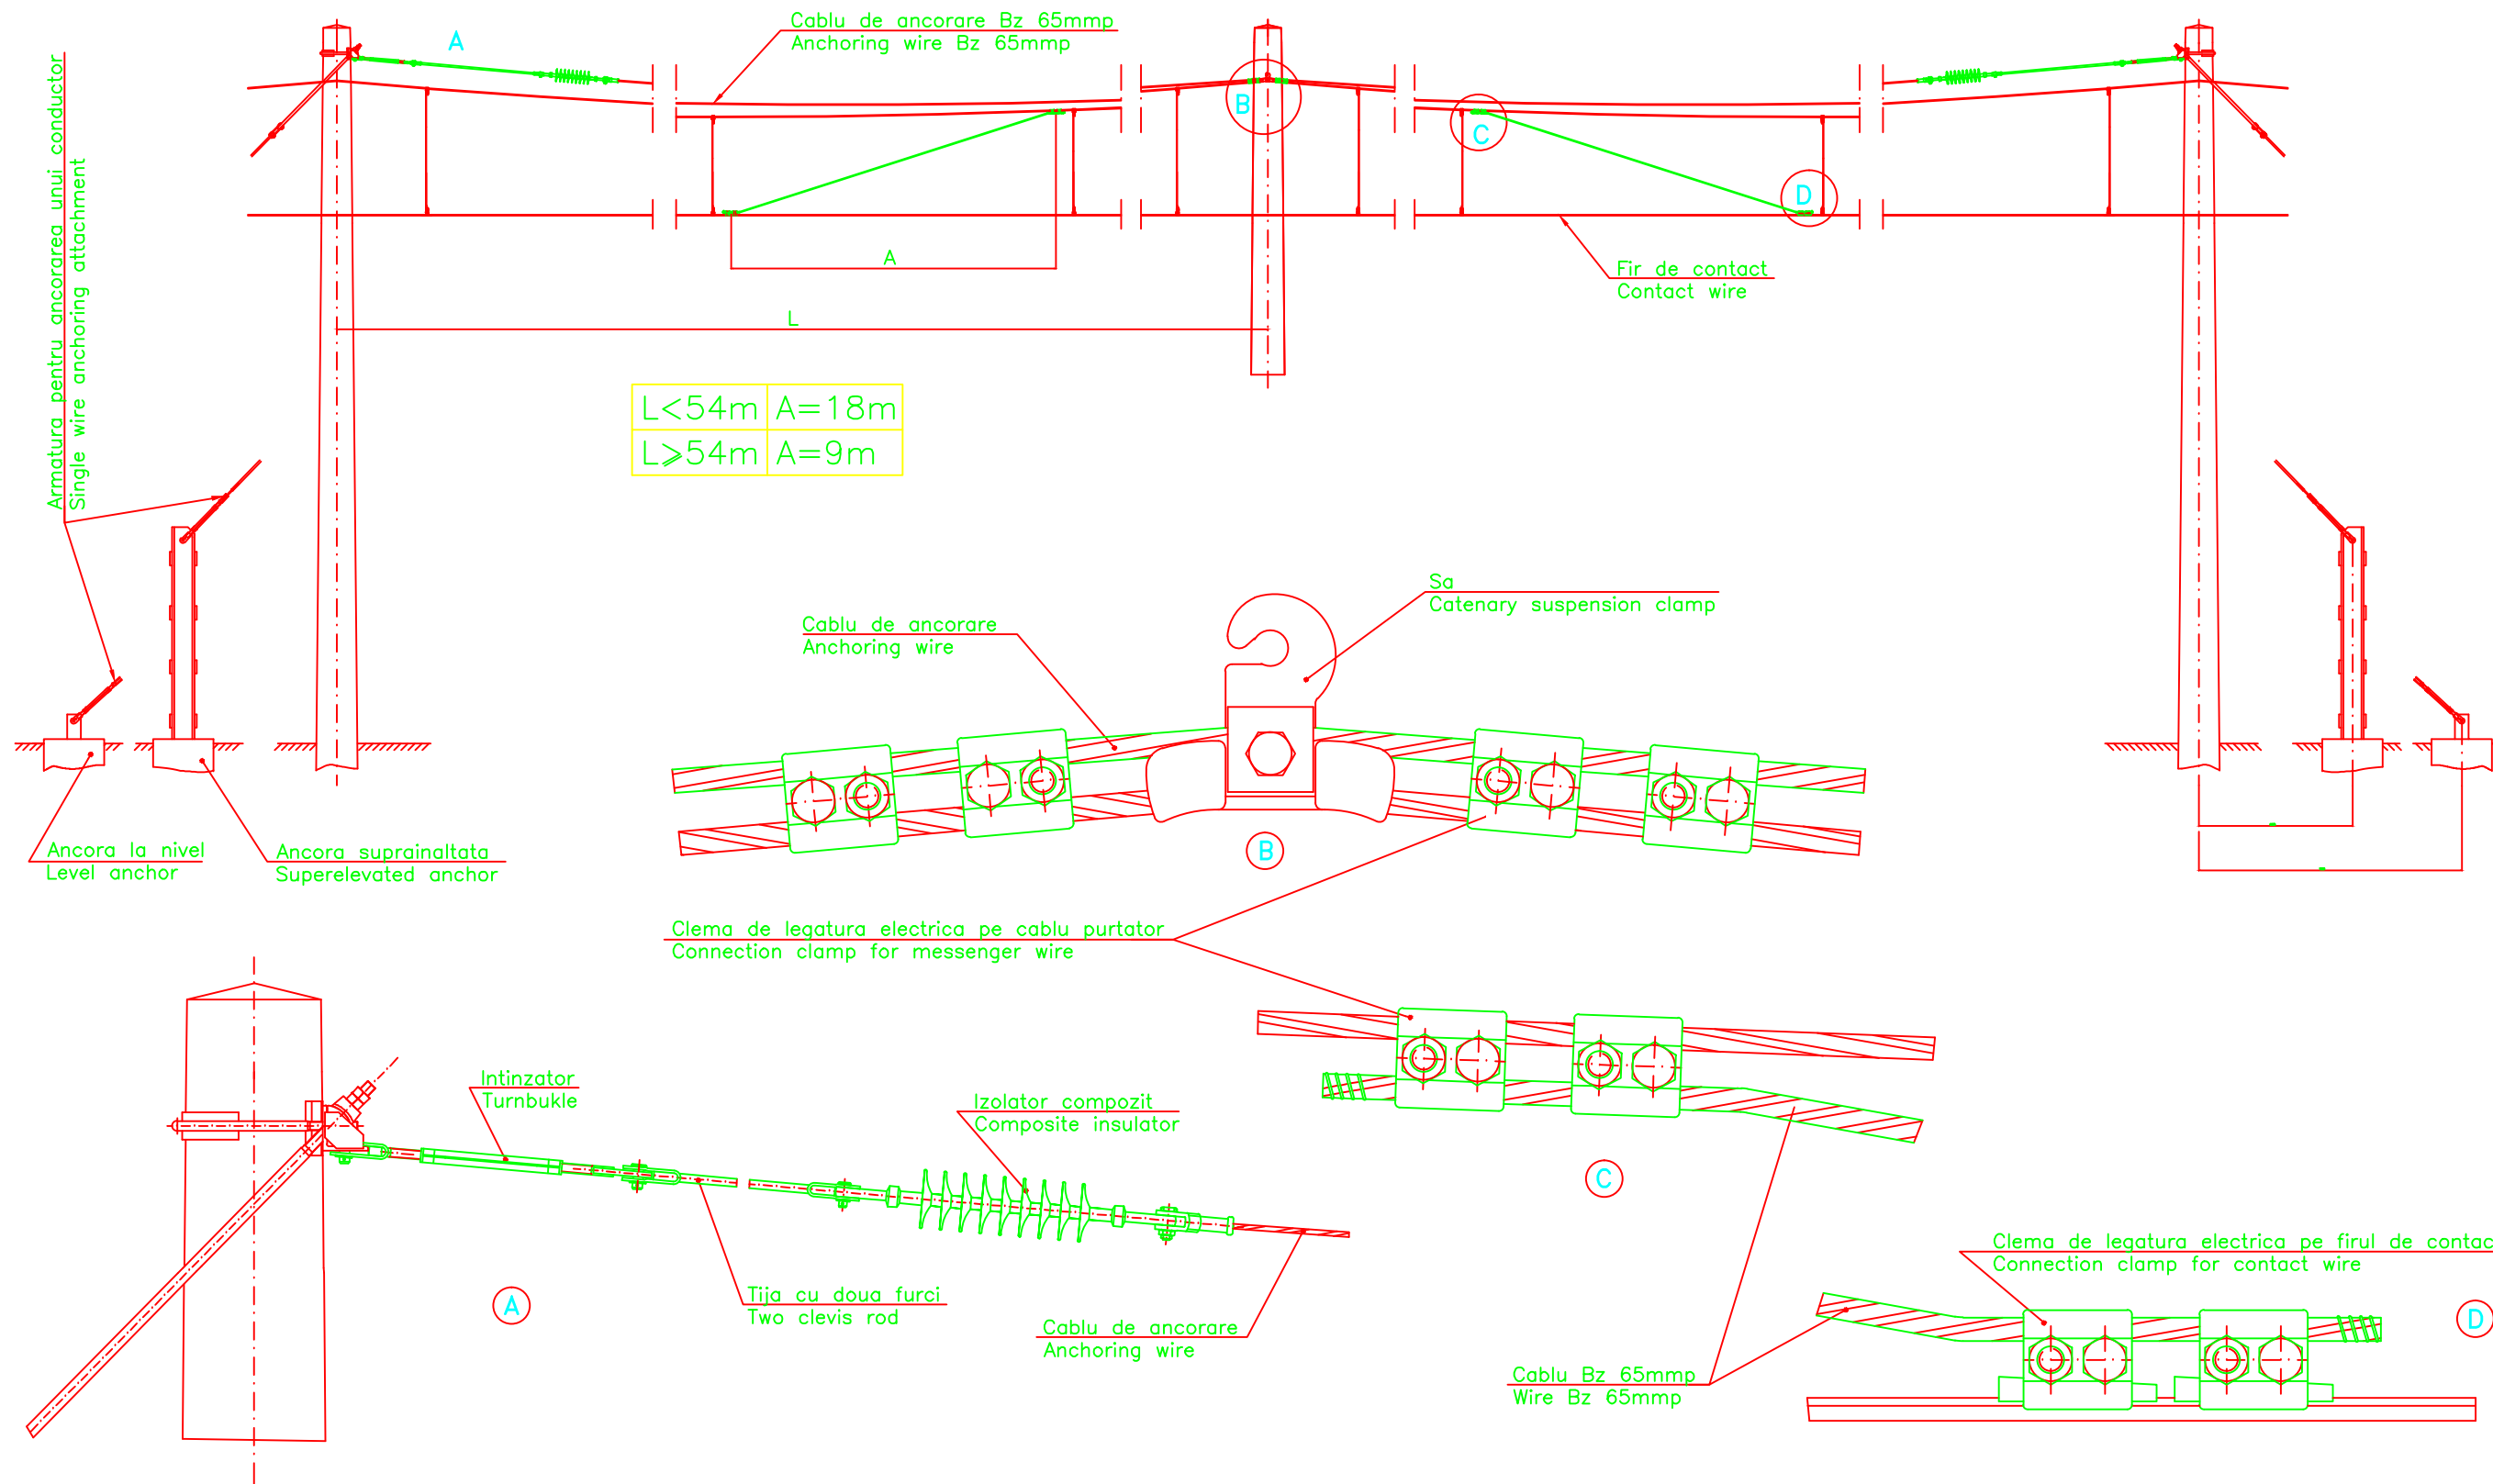 Cablu de ancorare Bz 65mmp
Anchoring wire Bz 65mmp
A
B
C
D
Armatura pentru ancorarea unui conductor
Single wire anchoring attachment
A
L
Fir de contact
Contact wire
L<54m A=18m
L⩾54m A=9m
Sa
Catenary suspension clamp
Cablu de ancorare
Anchoring wire
Ancora la nivel
Level anchor
Ancora suprainaltata
Superelevated anchor
B
Clema de legatura electrica pe cablu purtator
Connection clamp for messenger wire
Intinzator
Turnbukle
Izolator compozit
Composite insulator
C
Clema de legatura electrica pe firul de contac
Connection clamp for contact wire
Tija cu doua furci
Two clevis rod
A
Cablu de ancorare
Anchoring wire
D
Cablu Bz 65mmp
Wire Bz 65mmp